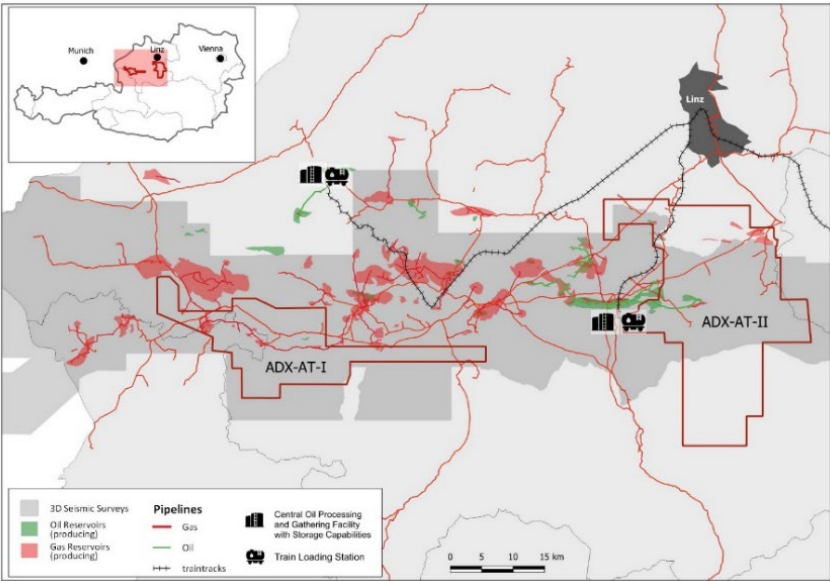 Munich
Linz
Vienna
Linz
ADX-AT-II
ADX-AT-I
3D Seismic Surveys
Oil Reservoirs
(producing)
Gas Reservoirs
(producing)
Pipelines
Gas
Oil
traintracks
Central Oil Processing
and Gathering Facility
with Storage Capabilities
Train Loading Station
0 5 10 15 km